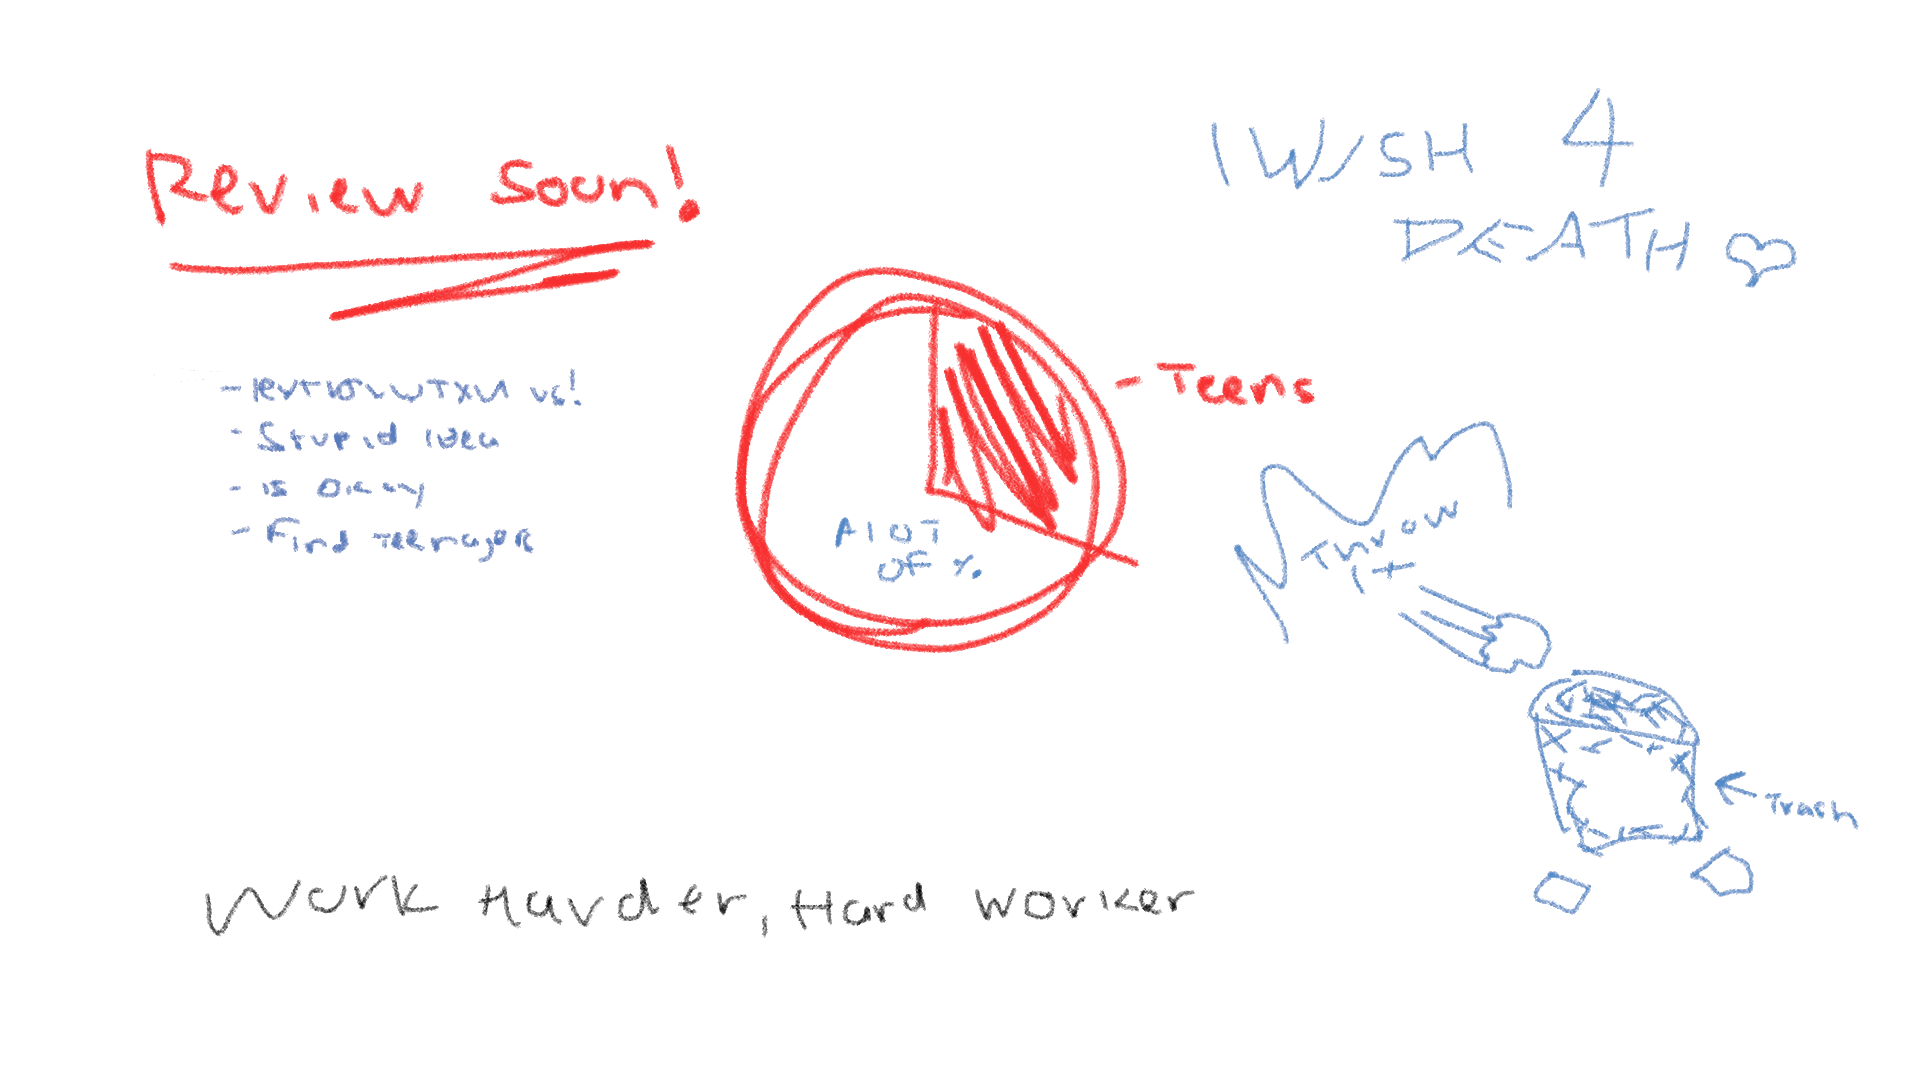 Review Soon!
I WISH 4
DEATH
- Teens
- Stupid idea
- is okay
- Find Teenagers
A lOT
OF %.
Throw
it
Trash
Work Harder, Hard Worker